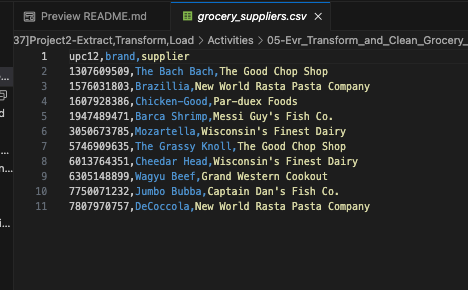 Preview README.md
grocery_suppliers.csv
37]Project2-Extract,Transform,Load > Activities > 05-Evr_Transform_and_Clean_Grocery_
1 upc12,brand,supplier
2 1307609509,The Bach Bach,The Good Chop Shop
3 1576031803,Brazillia,New World Rasta Pasta Company
4 1607928386,Chicken-Good,Par-duex Foods
5 1947489471,Barca Shrimp,Messi Guy's Fish Co.
6 3050673785,Mozartella,Wisconsin's Finest Dairy
7 5746909635,The Grassy Knoll,The Good Chop Shop
8 6013764351,Cheedar Head,Wisconsin's Finest Dairy
9 6305148899,Wagyu Beef,Grand Western Cookout
10 7750071232,Jumbo Bubba,Captain Dan's Fish Co.
11 7807970757,DeCoccola,New World Rasta Pasta Company